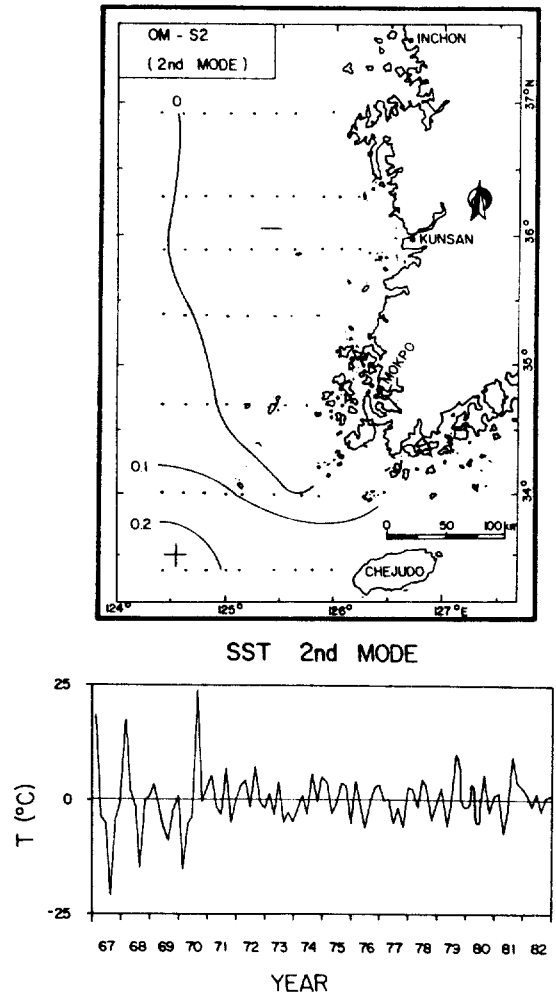 OM - S2
(2nd MODE)
INCHON
0
37°
36°
KUNSAN
35°
MOKPO
0.1
34°
0.2
0 50 100 km
CHEJUDO
124° 125° 126° 127°E
SST 2nd MODE
25
T (°C)
0
-25
67 68 69 70 71 72 73 74 75 76 77 78 79 80 81 82
YEAR